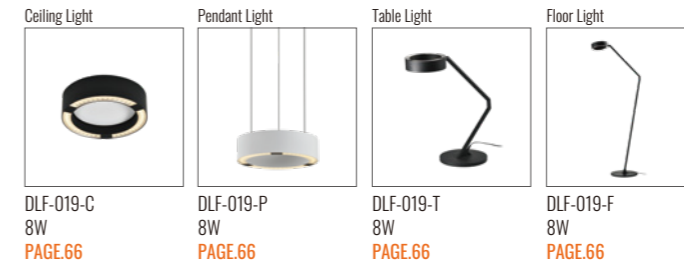 Ceiling Light
Pendant Light
Table Light
Floor Light
DLF-019-C
8W
PAGE.66
DLF-019-P
8W
PAGE.66
DLF-019-T
8W
PAGE.66
DLF-019-F
8W
PAGE.66